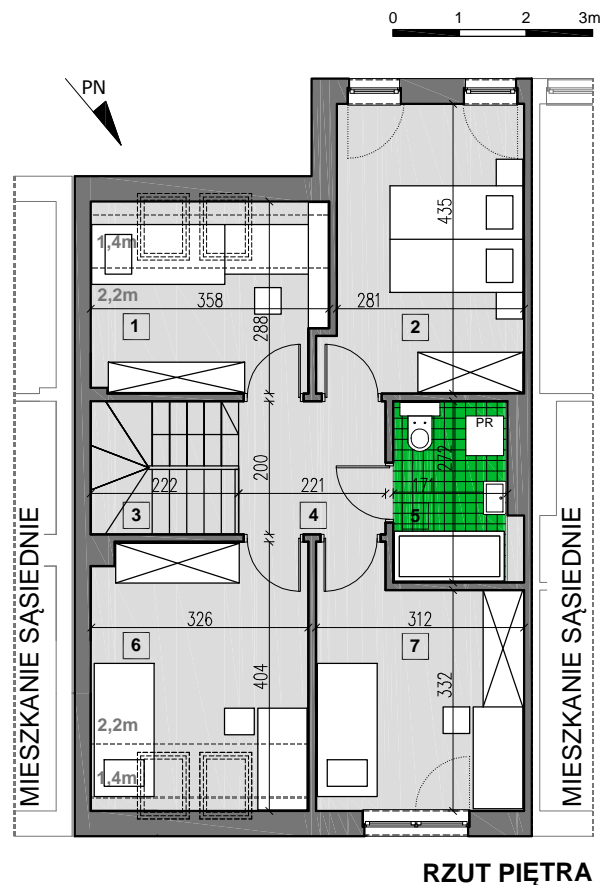 0 1 2 3m
PN
1,4m
2,2m
358
1
288
435
281
2
PR
272
222
3
200
221
4
171
5
326
6
404
2,2m
1,4m
312
7
332
MIESZKANIE SĄSIEDNIE
MIESZKANIE SĄSIEDNIE
RZUT PIĘTRA